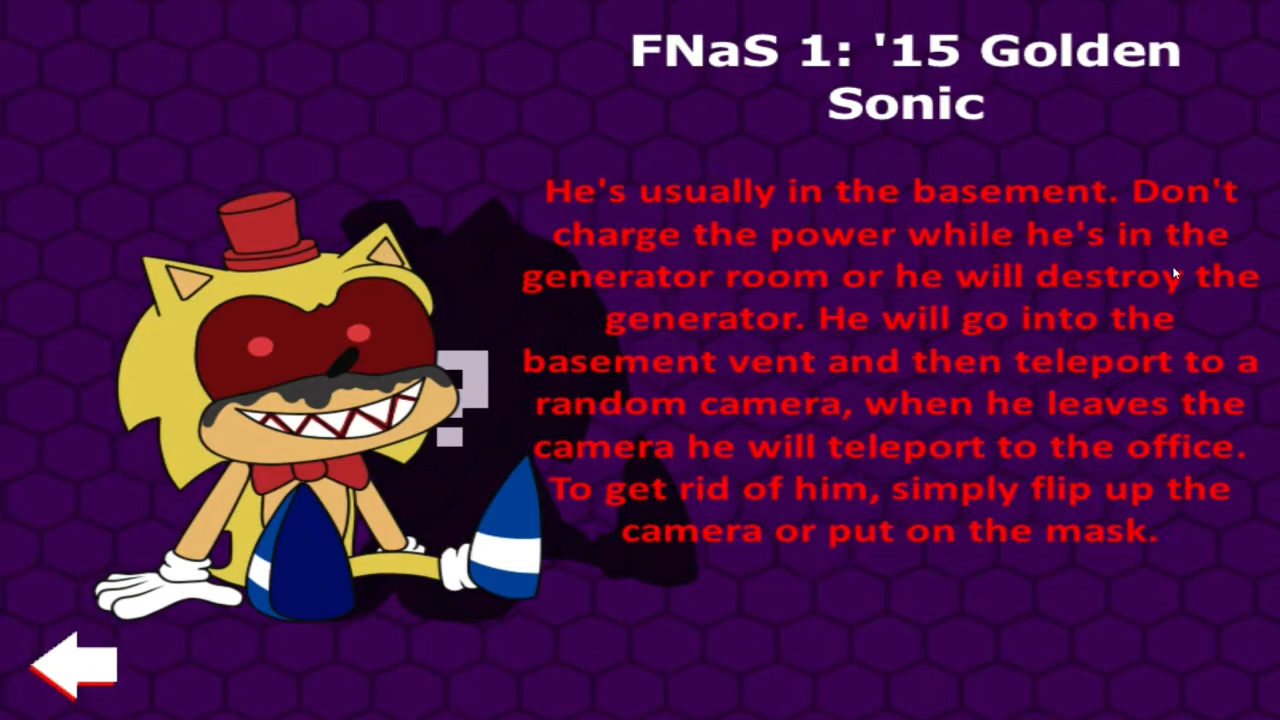 FNaS 1: '15 Golden
Sonic
He's usually in the basement. Don't
charge the power while he's in the
generator room or he will destroy the
generator. He will go into the
basement vent and then teleport to a
random camera, when he leaves the
camera he will teleport to the office.
To get rid of him, simply flip up the
camera or put on the mask.
?